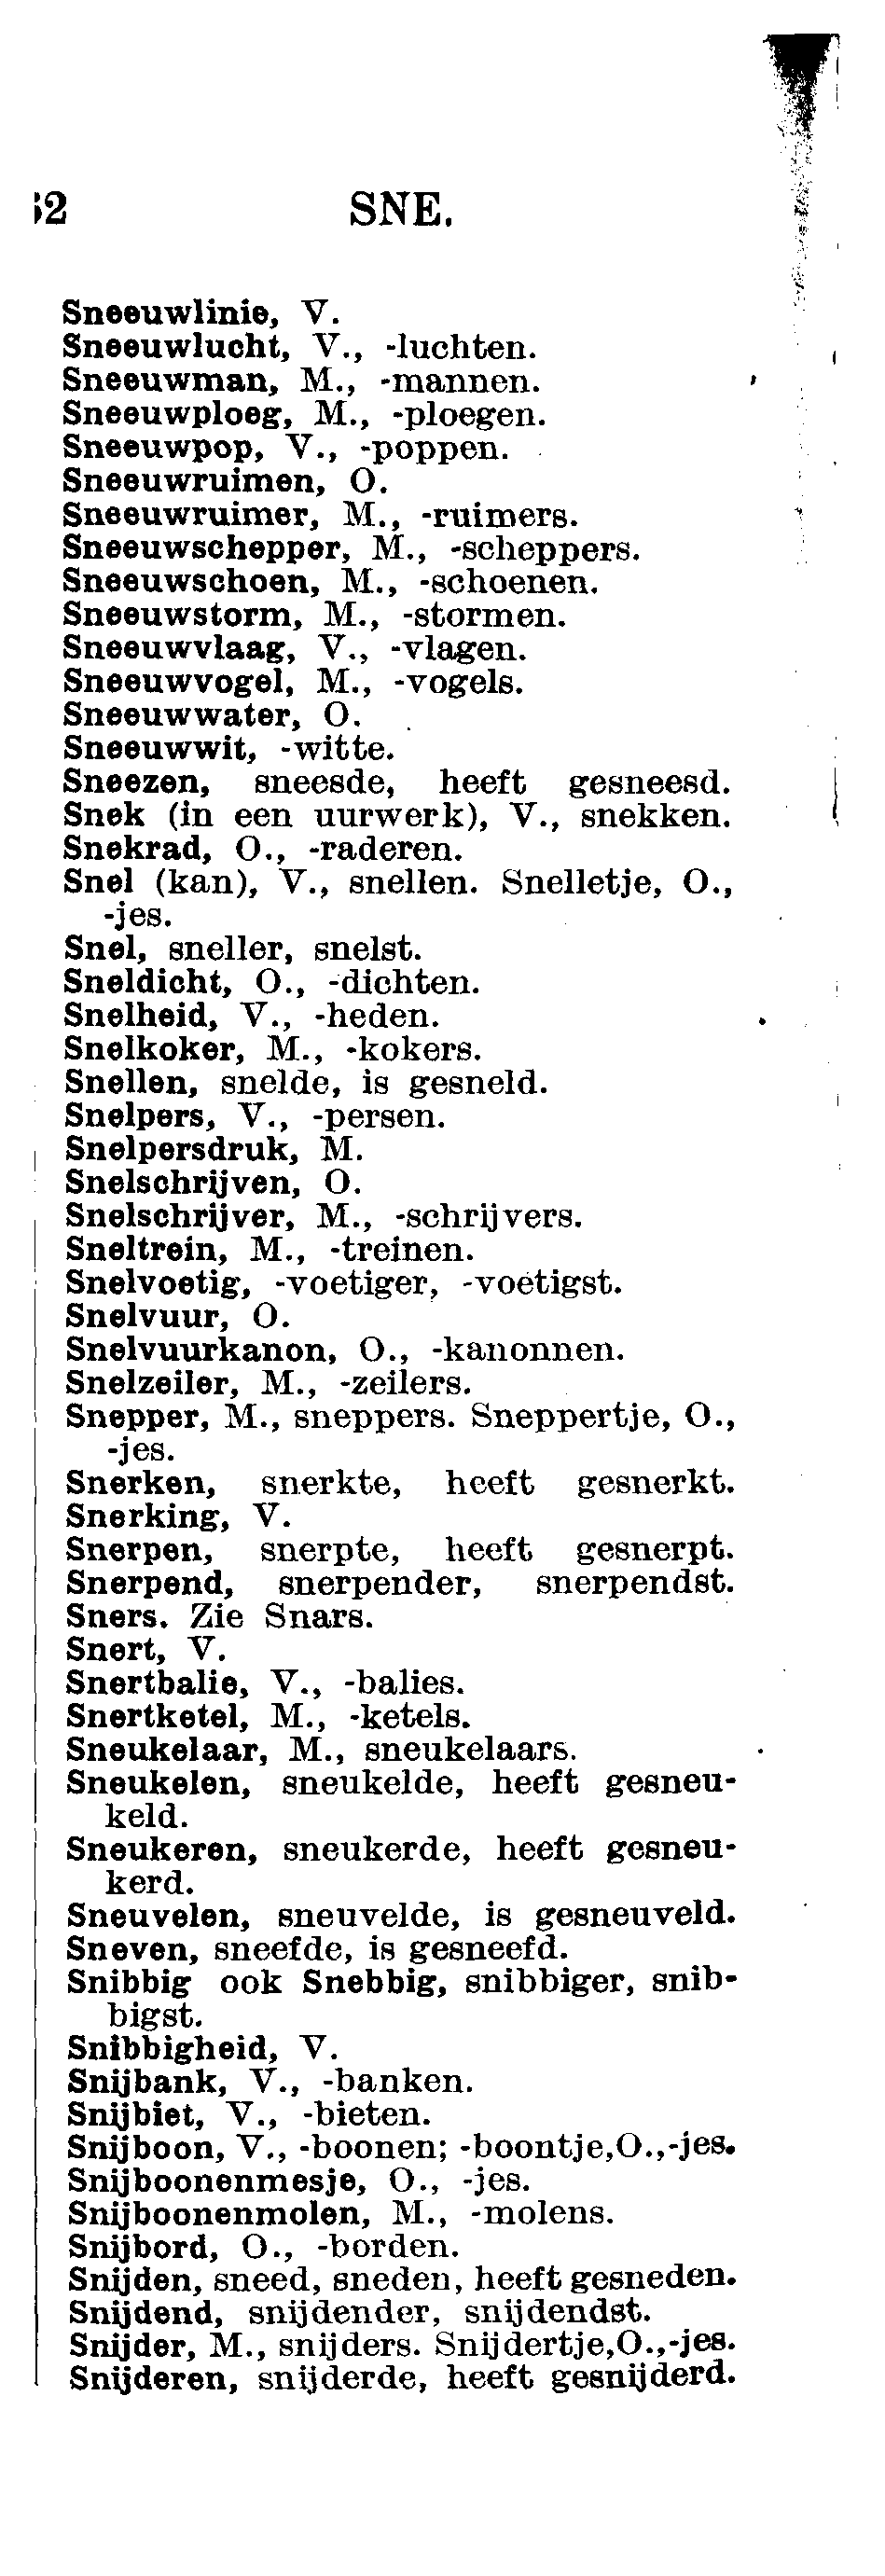 52 SNE.
Sneeuwlinie, V.
Sneeuwlucht, V., -luchten.
Sneeuwman, M., -mannen.
Sneeuwploeg, M., -ploegen.
Sneeuwpop, V., -poppen.
Sneeuwruimen, O.
Sneeuwruimer, M., -ruimers.
Sneeuwschepper, M., -scheppers.
Sneeuwschoen, M., -schoenen.
Sneeuwstorm, M., -stormen.
Sneeuwvlaag, V., -vlagen.
Sneeuwvogel, M., -vogels.
Sneeuwwater, O.
Sneeuwwit, -witte.
Sneezen, sneesde, heeft gesneesd.
Snek (in een uurwerk), V., snekken.
Snekrad, O., -raderen.
Snel (kan), V., snellen. Snelletje, O.,
-jes.
Snel, sneller, snelst.
Sneldicht, O., -dichten.
Snelheid, V., -heden.
Snelkoker, M., -kokers.
Snellen, snelde, is gesneld.
Snelpers, V., -persen.
Snelpersdruk, M.
Snelschrijven, O.
Snelschrijver, M., -schrijvers.
Sneltrein, M., -treinen.
Snelvoetig, -voetiger, -voetigst.
Snelvuur, O.
Snelvuurkanon, O., -kanonnen.
Snelzeiler, M., -zeilers.
Snepper, M., sneppers. Sneppertje, O.,
-jes.
Snerken, snerkte, heeft gesnerkt.
Snerking, V.
Snerpen, snerpte, heeft gesnerpt.
Snerpend, snerpender, snerpendst.
Sners. Zie Snars.
Snert, V.
Snertbalie, V., -balies.
Snertketel, M., -ketels.
Sneukelaar, M., sneukelaars.
Sneukelen, sneukelde, heeft gesneu-
keld.
Sneukeren, sneukerde, heeft gesneu-
kerd.
Sneuvelen, sneuvelde, is gesneuveld.
Sneven, sneefde, is gesneefd.
Snibbig ook Snebbig, snibbiger, snib-
bigst.
Snibbigheid, V.
Snijbank, V., -banken.
Snijbiet, V., -bieten.
Snijboon, V., -boonen; -boontje,O.,-jes.
Snijboonenmesje, O., -jes.
Snijboonenmolen, M., -molens.
Snijbord, O., -borden.
Snijden, sneed, sneden, heeft gesneden.
Snijdend, snijdender, snijdendst.
Snijder, M., snijders. Snijdertje,O.,-jes.
Snijderen, snijderde, heeft gesnijderd.